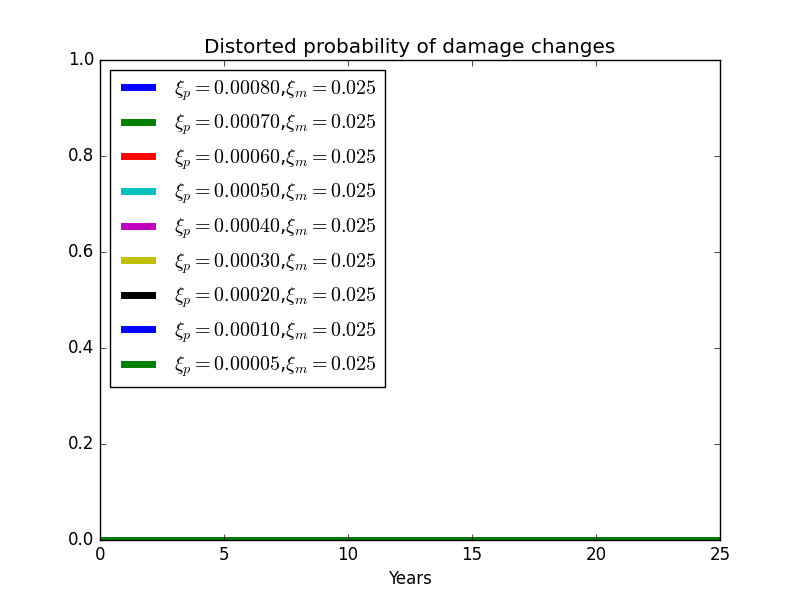 Distorted probability of damage changes
1.0
0.8
0.6
0.4
0.2
0.0
ξₚ = 0.00080,ξₘ = 0.025
ξₚ = 0.00070,ξₘ = 0.025
ξₚ = 0.00060,ξₘ = 0.025
ξₚ = 0.00050,ξₘ = 0.025
ξₚ = 0.00040,ξₘ = 0.025
ξₚ = 0.00030,ξₘ = 0.025
ξₚ = 0.00020,ξₘ = 0.025
ξₚ = 0.00010,ξₘ = 0.025
ξₚ = 0.00005,ξₘ = 0.025
0 5 10 15 20 25
Years